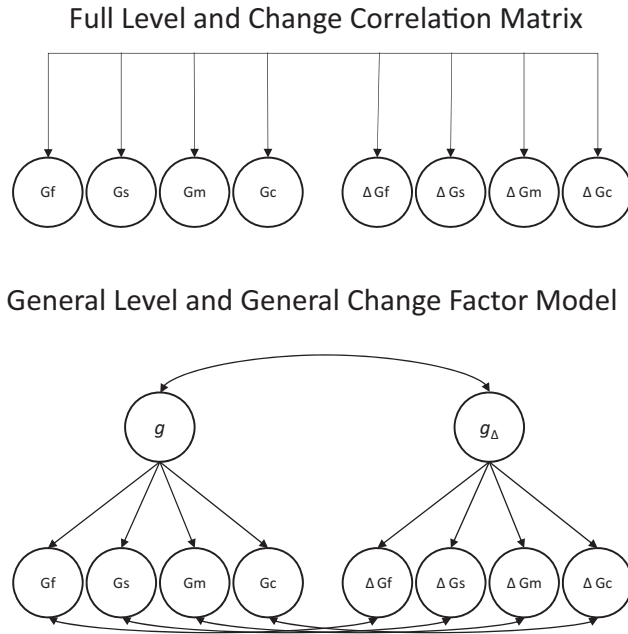 Full Level and Change Correlation Matrix
Gf Gs Gm Gc Δ Gf Δ Gs Δ Gm Δ Gc
General Level and General Change Factor Model
g gΔ
Gf Gs Gm Gc Δ Gf Δ Gs Δ Gm Δ Gc